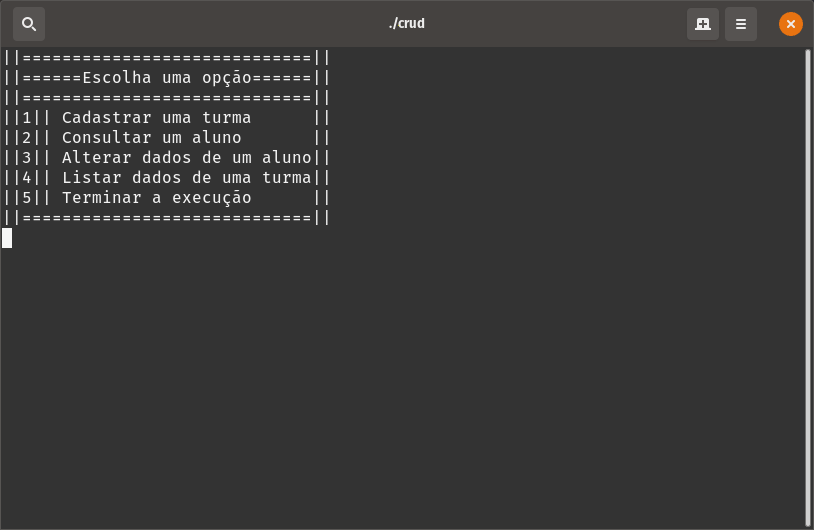 ./crud
||=============================||
||======Escolha uma opção======||
||=============================||
||1|| Cadastrar uma turma      ||
||2|| Consultar um aluno       ||
||3|| Alterar dados de um aluno||
||4|| Listar dados de uma turma||
||5|| Terminar a execução      ||
||=============================||